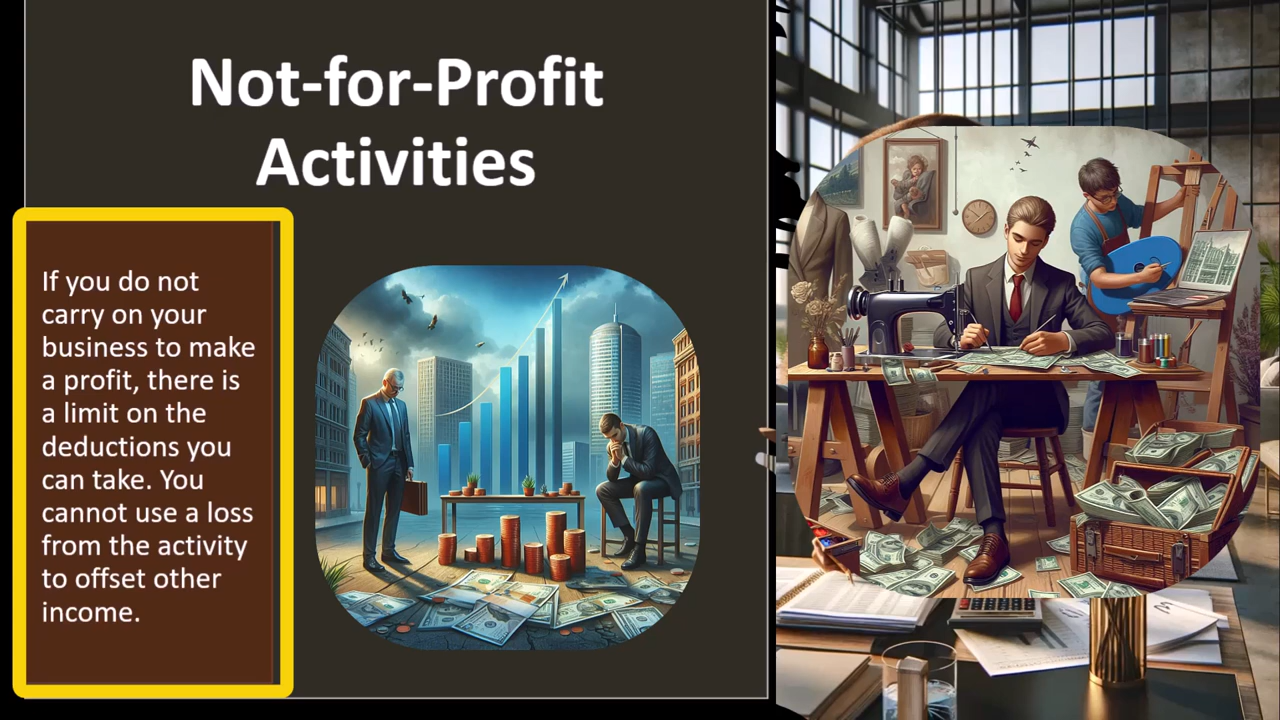 Not-for-Profit
Activities
If you do not
carry on your
business to make
a profit, there is
a limit on the
deductions you
can take. You
cannot use a loss
from the activity
to offset other
income.